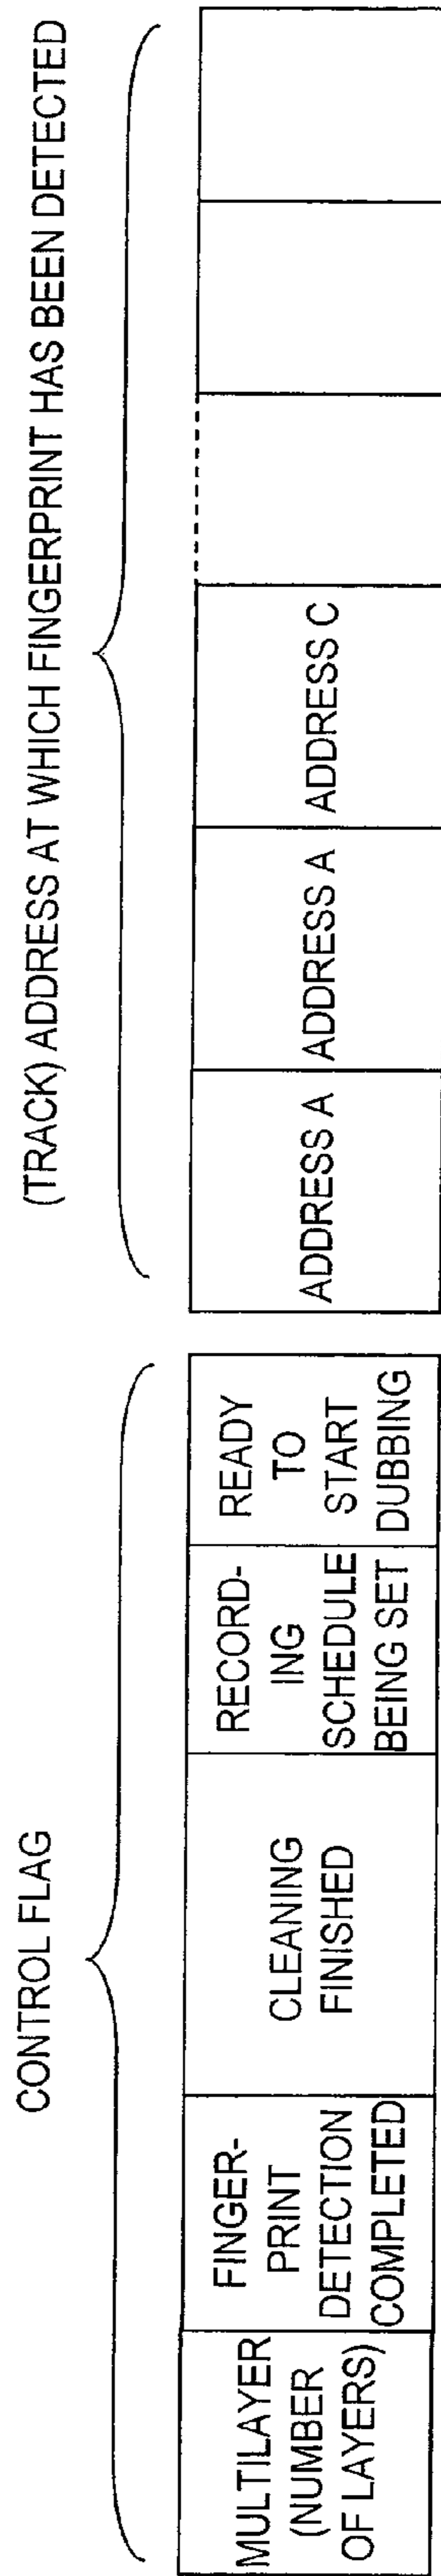 CONTROL FLAG
MULTILAYER
(NUMBER
OF LAYERS)
FINGER-
PRINT
DETECTION
COMPLETED
CLEANING
FINISHED
RECORD-
ING
SCHEDULE
BEING SET
READY
TO
START
DUBBING
(TRACK) ADDRESS AT WHICH FINGERPRINT HAS BEEN DETECTED
ADDRESS A
ADDRESS A
ADDRESS C